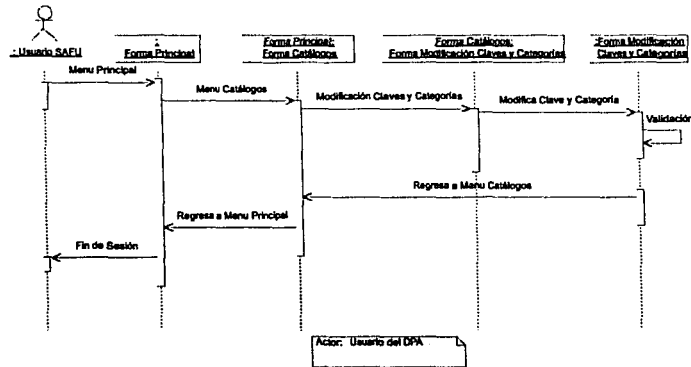 : Usuario SAFU
:
Forma Principal
Forma Principal:
Forma Catálogos
Forma Catálogos:
Forma Modificación Claves y Categorías
:Forma Modificación
Claves y Categorías
Menu Principal
Menu Catálogos
Modificación Claves y Categorías
Modifica Clave y Categoría
Validación
Regresa a Menu Catálogos
Regresa a Menu Principal
Fin de Sesión
Actor: Usuario del DPA